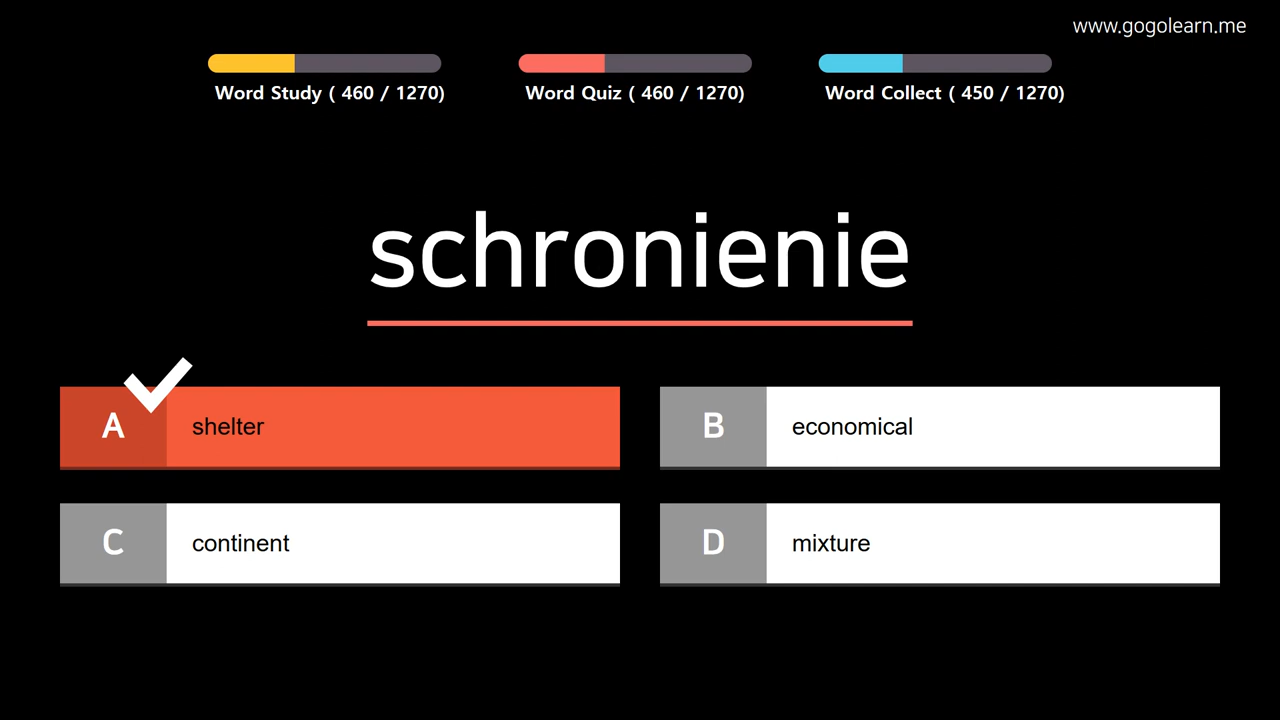 www.gogolearn.me
Word Study ( 460 / 1270)
Word Quiz ( 460 / 1270)
Word Collect ( 450 / 1270)
schronienie
A shelter
B economical
C continent
D mixture